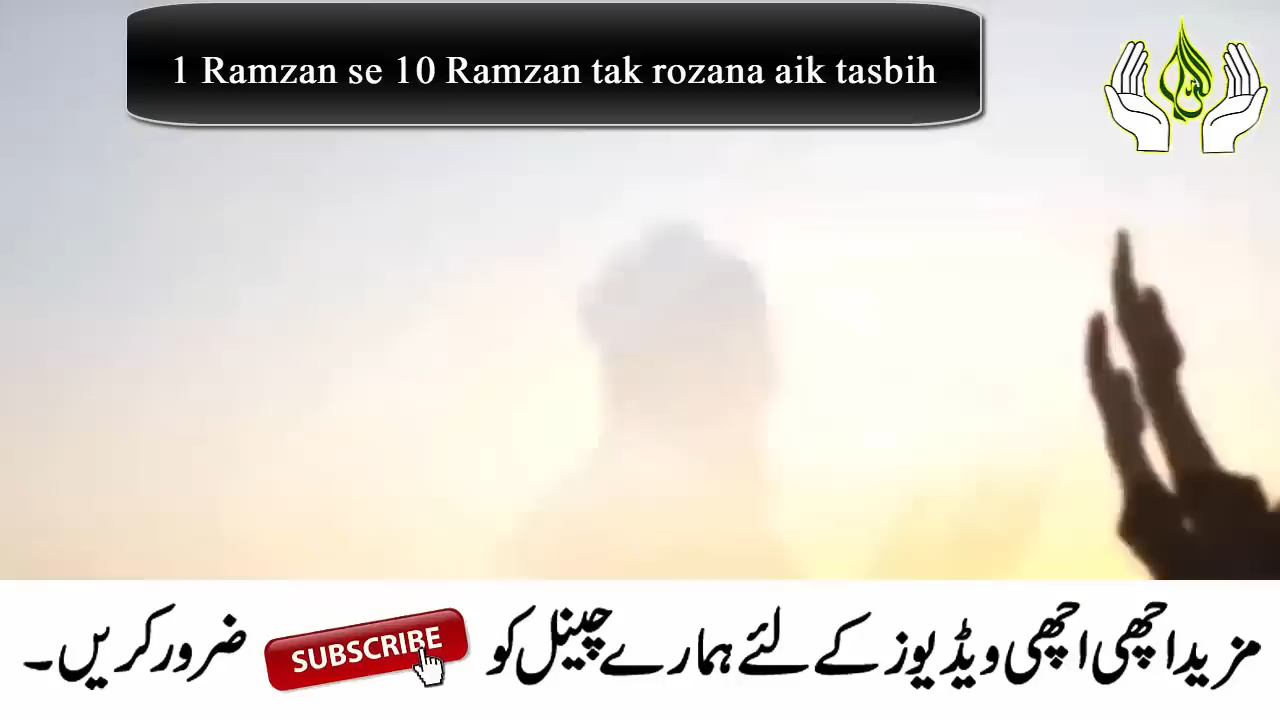 1 Ramzan se 10 Ramzan tak rozana aik tasbih
مزید اچھی اچھی ویڈیوز کے لئے ہمارے چینل کو SUBSCRIBE ضرور کریں۔